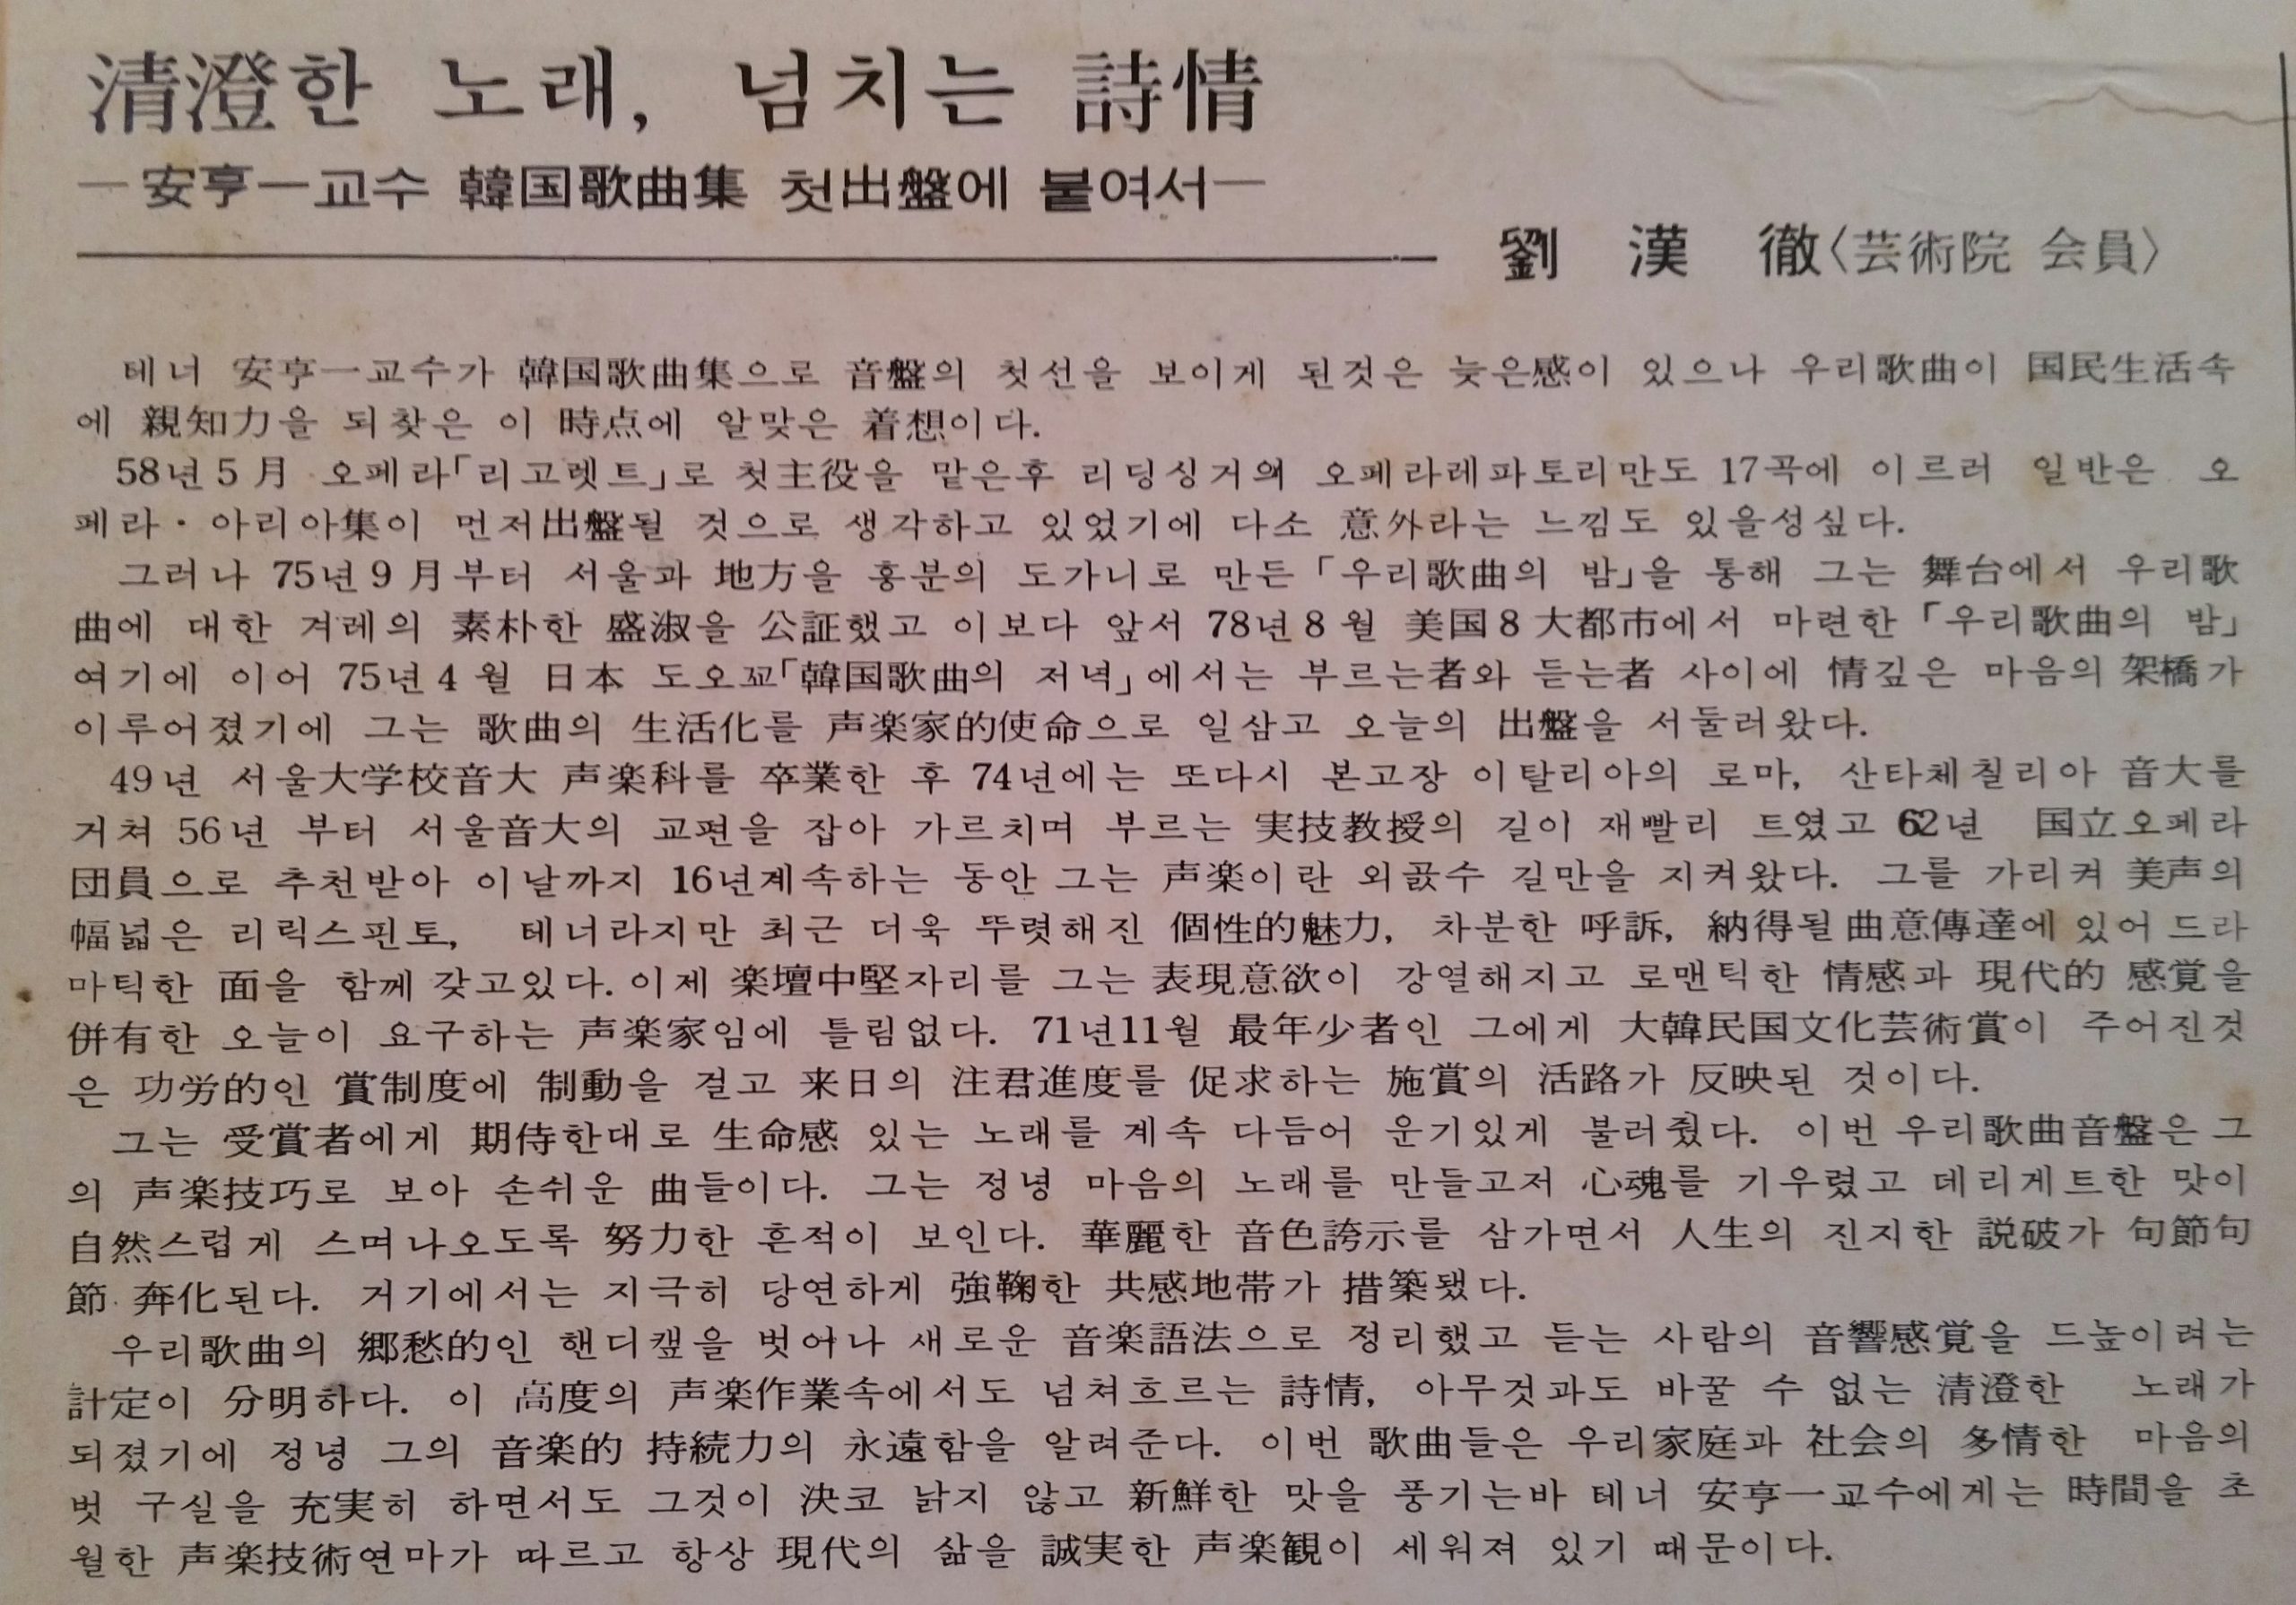 清澄한 노래, 넘치는 詩情
—安亨一교수 韓国歌曲集 첫出盤에 붙여서—
劉 漢 徹〈芸術院 会員〉
테너 安亨一교수가 韓国歌曲集으로 音盤의 첫선을 보이게 된것은 늦은感이 있으나 우리歌曲이 国民生活속
에 親知力을 되찾은 이 時点에 알맞은 着想이다.
58년 5 月 오페라「리고렛트」로 첫主役을 맡은후 리딩싱거의 오페라레파토리만도 17곡에 이르러 일반은 오
페라·아리아集이 먼저出盤될 것으로 생각하고 있었기에 다소 意外라는 느낌도 있을성싶다.
그러나 75년 9 月부터 서울과 地方을 흥분의 도가니로 만든「우리歌曲의 밤」을 통해 그는 舞台에서 우리歌
曲에 대한 겨레의 素朴한 盛淑을 公証했고 이보다 앞서 78년 8 월 美国 8 大都市에서 마련한「우리歌曲의 밤」
여기에 이어 75년 4 월 日本 도오꾜「韓国歌曲의 저녁」에서는 부르는者와 듣는者 사이에 情깊은 마음의 架橋가
이루어졌기에 그는 歌曲의 生活化를 声楽家的使命으로 일삼고 오늘의 出盤을 서둘러왔다.
49년 서울大学校音大 声楽科를 卒業한 후 74년에는 또다시 본고장 이탈리아의 로마, 산타체칠리아 音大를
거쳐 56년 부터 서울音大의 교편을 잡아 가르치며 부르는 実技教授의 길이 재빨리 트였고 62년 国立오페라
団員으로 추천받아 이날까지 16년계속하는 동안 그는 声楽이란 외곬수 길만을 지켜왔다. 그를 가리켜 美声의
幅넓은 리릭스핀토, 테너라지만 최근 더욱 뚜렷해진 個性的魅力, 차분한 呼訴, 納得될曲意傳達에 있어 드라
마틱한 面을 함께 갖고있다. 이제 楽壇中堅자리를 그는 表現意欲이 강열해지고 로맨틱한 情感과 現代的 感覚을
併有한 오늘이 요구하는 声楽家임에 틀림없다. 71년11월 最年少者인 그에게 大韓民国文化芸術賞이 주어진것
은 功労的인 賞制度에 制動을 걸고 来日의 注君進度를 促求하는 施賞의 活路가 反映된 것이다.
그는 受賞者에게 期待한대로 生命感 있는 노래를 계속 다듬어 운기있게 불러줬다. 이번 우리歌曲音盤은 그
의 声楽技巧로 보아 손쉬운 曲들이다. 그는 정녕 마음의 노래를 만들고저 心魂를 기우렸고 데리게트한 맛이
自然스럽게 스며나오도록 努力한 흔적이 보인다. 華麗한 音色誇示를 삼가면서 人生의 진지한 説破가 句節句
節 奔化된다. 거기에서는 지극히 당연하게 強鞠한 共感地帯가 措築됐다.
우리歌曲의 郷愁的인 핸디캪을 벗어나 새로운 音楽語法으로 정리했고 듣는 사람의 音響感覚을 드높이려는
計定이 分明하다. 이 高度의 声楽作業속에서도 넘쳐흐르는 詩情, 아무것과도 바꿀 수 없는 清澄한 노래가
되졌기에 정녕 그의 音楽的 持続力의 永遠함을 알려준다. 이번 歌曲들은 우리家庭과 社会의 多情한 마음의
벗 구실을 充実히 하면서도 그것이 決코 낡지 않고 新鮮한 맛을 풍기는바 테너 安亨一교수에게는 時間을 초
월한 声楽技術연마가 따르고 항상 現代의 삶을 誠実한 声楽観이 세워져 있기 때문이다.